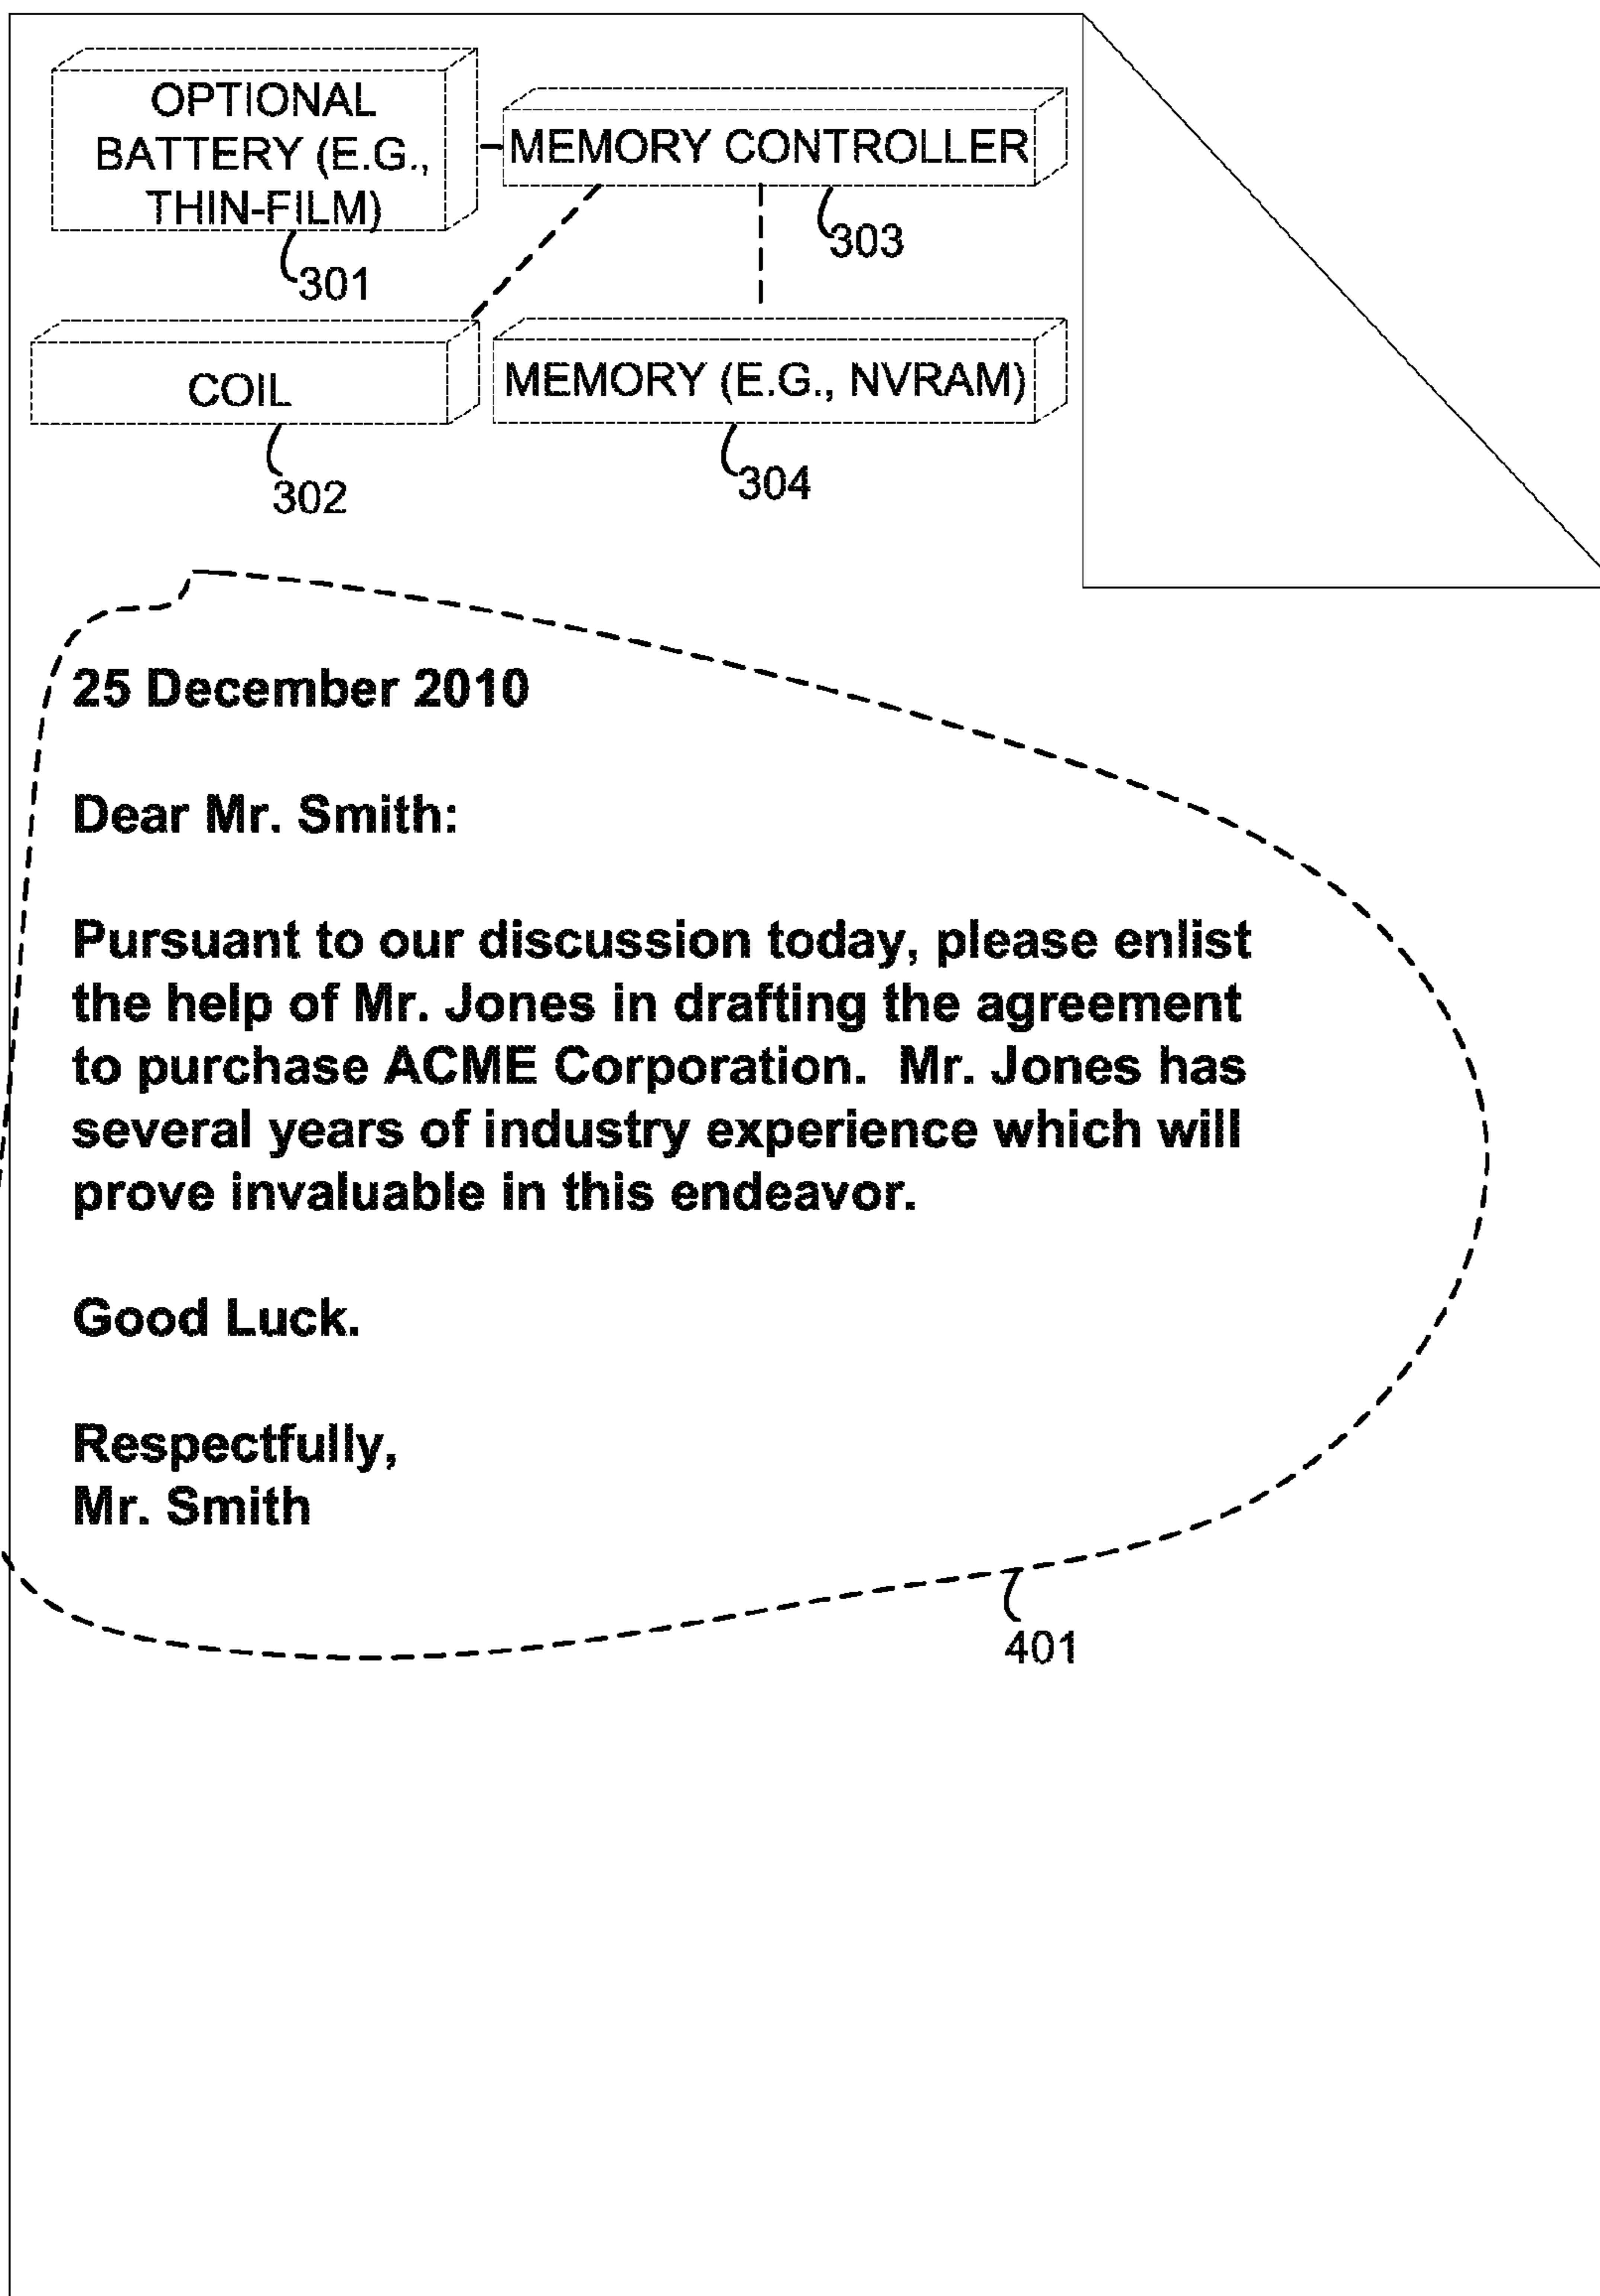 OPTIONAL
BATTERY (E.G.,
THIN-FILM)
301
MEMORY CONTROLLER
303
COIL
302
MEMORY (E.G., NVRAM)
304
25 December 2010
Dear Mr. Smith:
Pursuant to our discussion today, please enlist
the help of Mr. Jones in drafting the agreement
to purchase ACME Corporation.  Mr. Jones has
several years of industry experience which will
prove invaluable in this endeavor.
Good Luck.
Respectfully,
Mr. Smith
401